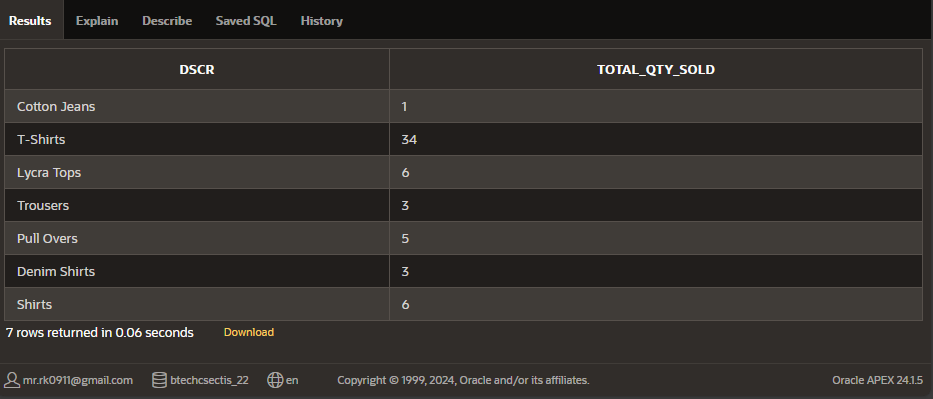 Results Explain Describe Saved SQL History
DSCR TOTAL_QTY_SOLD
Cotton Jeans 1
T-Shirts 34
Lycra Tops 6
Trousers 3
Pull Overs 5
Denim Shirts 3
Shirts 6
7 rows returned in 0.06 seconds Download
mr.rk0911@gmail.com btechcsectis_22 en Copyright © 1999, 2024, Oracle and/or its affiliates. Oracle APEX 24.1.5